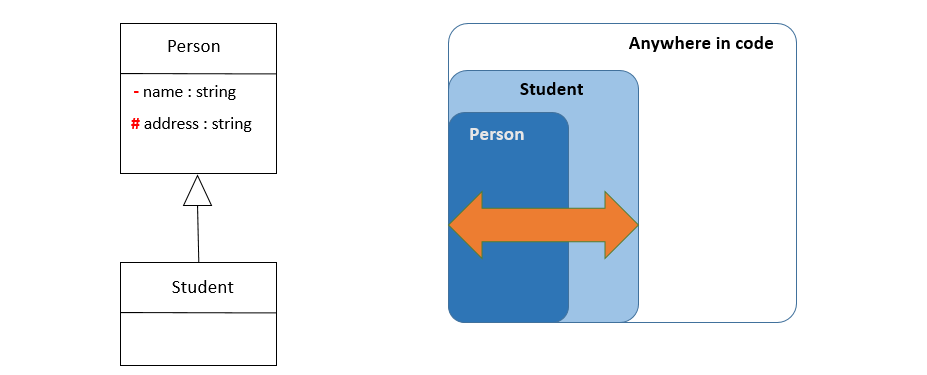 Person
- name : string
# address : string
Student
Anywhere in code
Student
Person